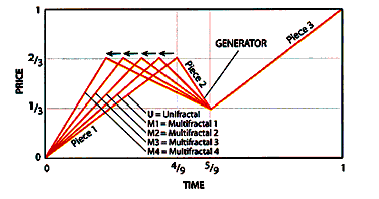 1
Piece 3
GENERATOR
2/3
Piece 2
PRICE
1/3
Piece 1
U = Unifractal
M1 = Multifractal 1
M2 = Multifractal 2
M3 = Multifractal 3
M4 = Multifractal 4
0
0
4/9
5/9
1
TIME